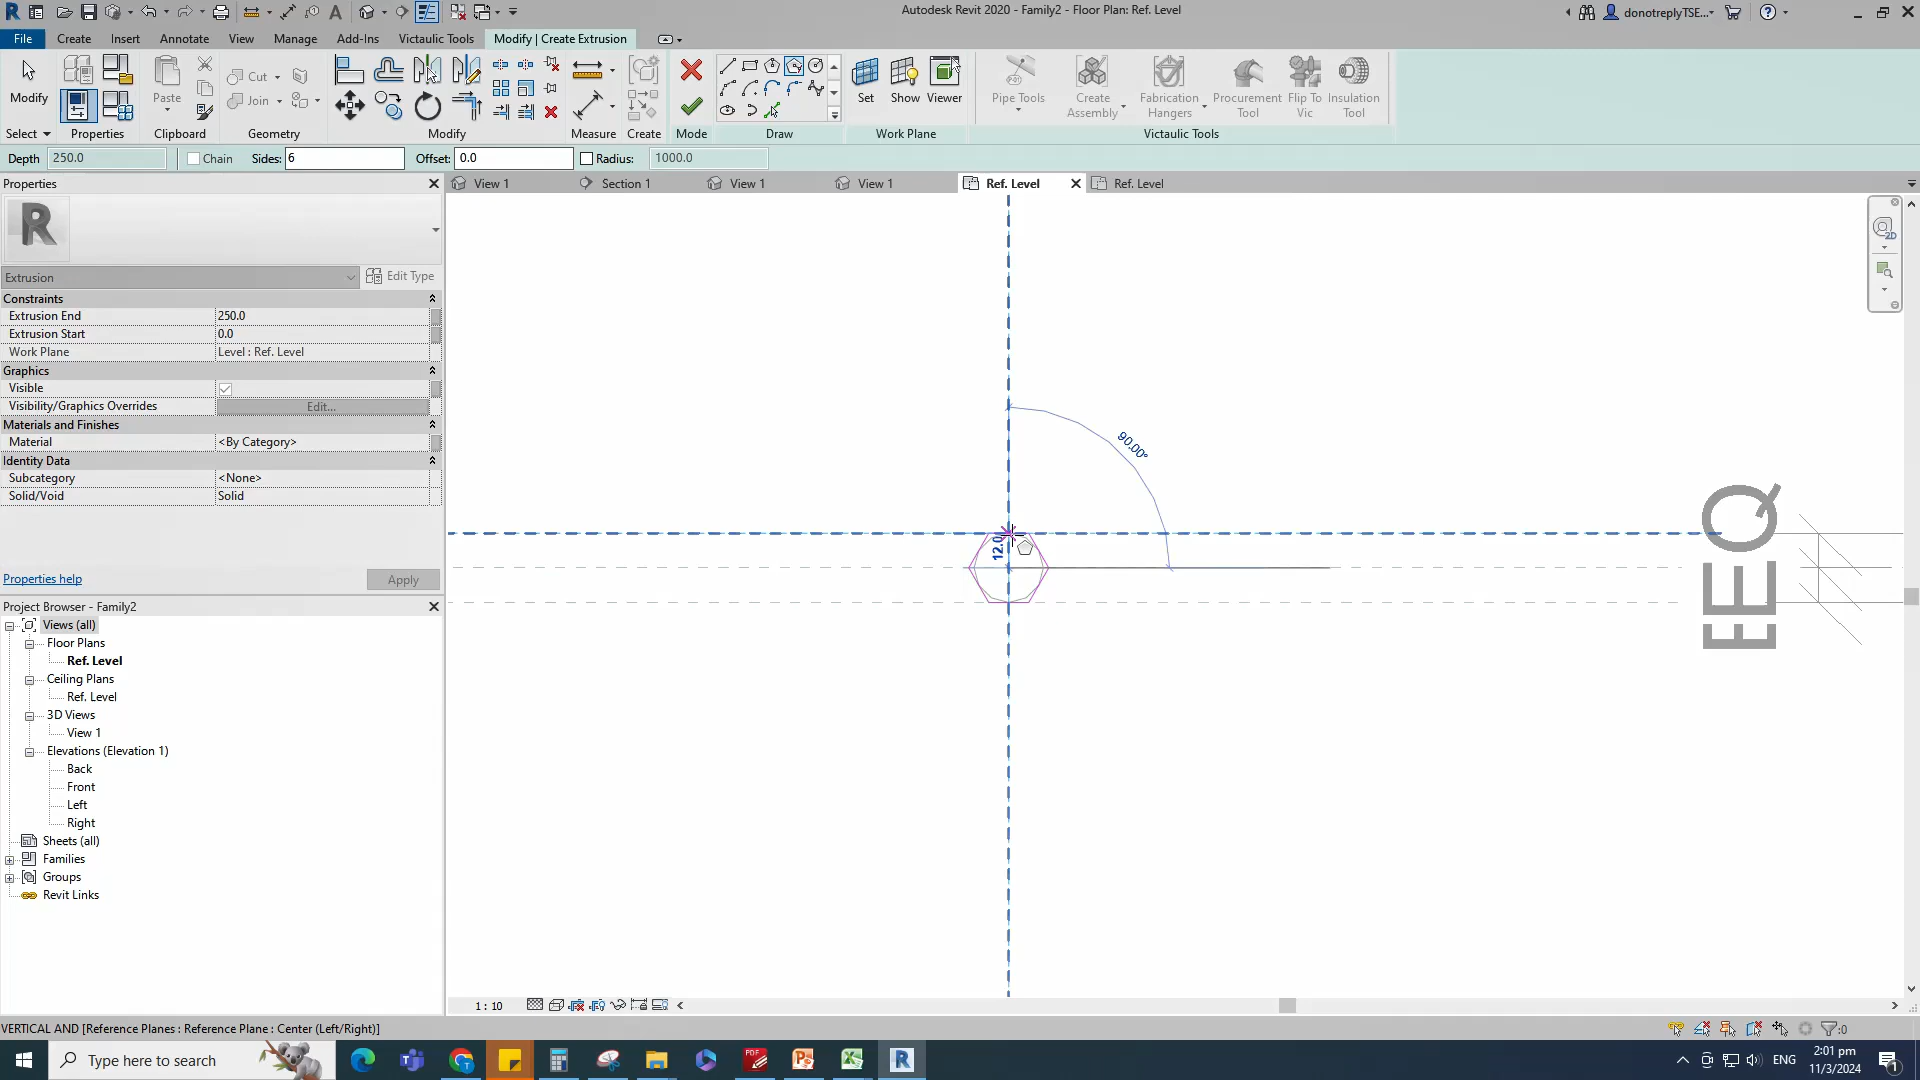 Autodesk Revit 2020 - Family2 - Floor Plan: Ref. Level
donotreplyTSE...
File Create Insert Annotate View Manage Add-Ins Victaulic Tools Modify | Create Extrusion
Modify Paste Cut Join Set Show Viewer Pipe Tools Create Assembly Fabrication Hangers Procurement Tool Flip To Vic Insulation Tool
Select Properties Clipboard Geometry Modify Measure Create Mode Draw Work Plane Victaulic Tools
Depth 250.0 Chain Sides: 6 Offset: 0.0 Radius: 1000.0
Properties View 1 Section 1 View 1 View 1 Ref. Level Ref. Level
2D
R
Extrusion Edit Type
Constraints
Extrusion End 250.0
Extrusion Start 0.0
Work Plane Level : Ref. Level
Graphics
Visible
Visibility/Graphics Overrides Edit...
Materials and Finishes
Material <By Category>
Identity Data
Subcategory <None>
Solid/Void Solid
90.00°
12.0
EQ
Properties help Apply
Project Browser - Family2
Views (all)
Floor Plans
Ref. Level
Ceiling Plans
Ref. Level
3D Views
View 1
Elevations (Elevation 1)
Back
Front
Left
Right
Sheets (all)
Families
Groups
Revit Links
1 : 10
VERTICAL AND [Reference Planes : Reference Plane : Center (Left/Right)]
:0
Type here to search
ENG
2:01 pm
11/3/2024